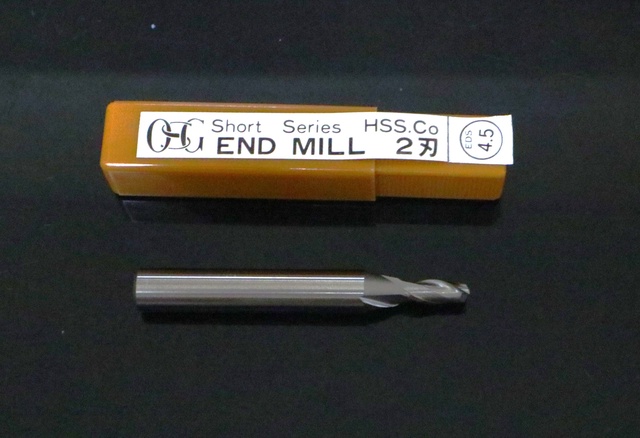 OSG Short Series HSS.Co
END MILL 2刃
EDS
4.5